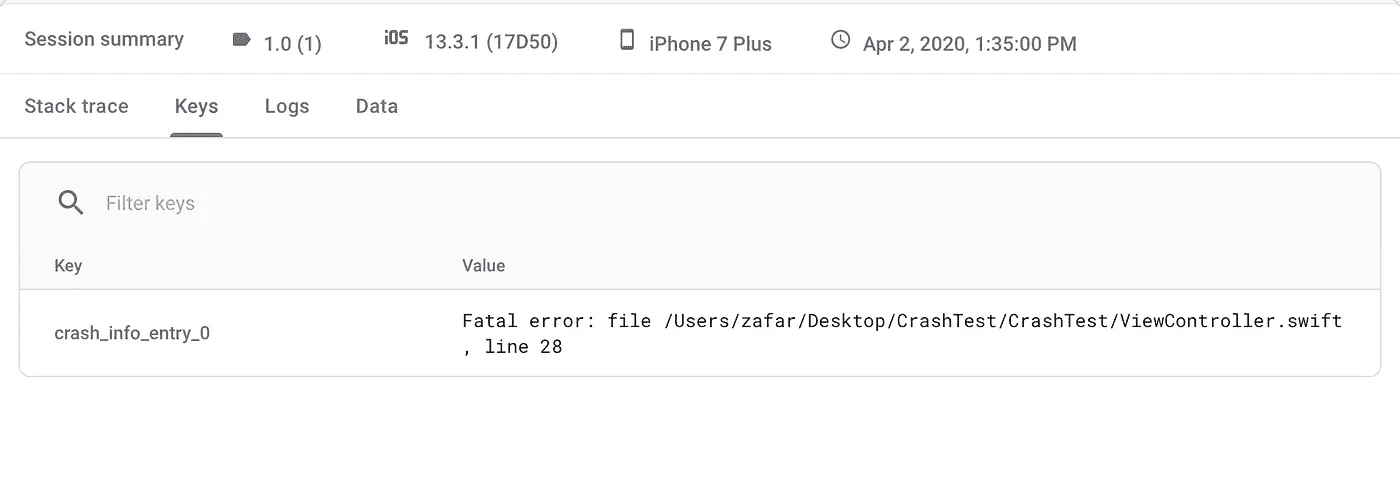 Session summary 1.0 (1) iOS 13.3.1 (17D50) iPhone 7 Plus Apr 2, 2020, 1:35:00 PM
Stack trace Keys Logs Data
Filter keys
Key Value
crash_info_entry_0 Fatal error: file /Users/zafar/Desktop/CrashTest/CrashTest/ViewController.swift
, line 28